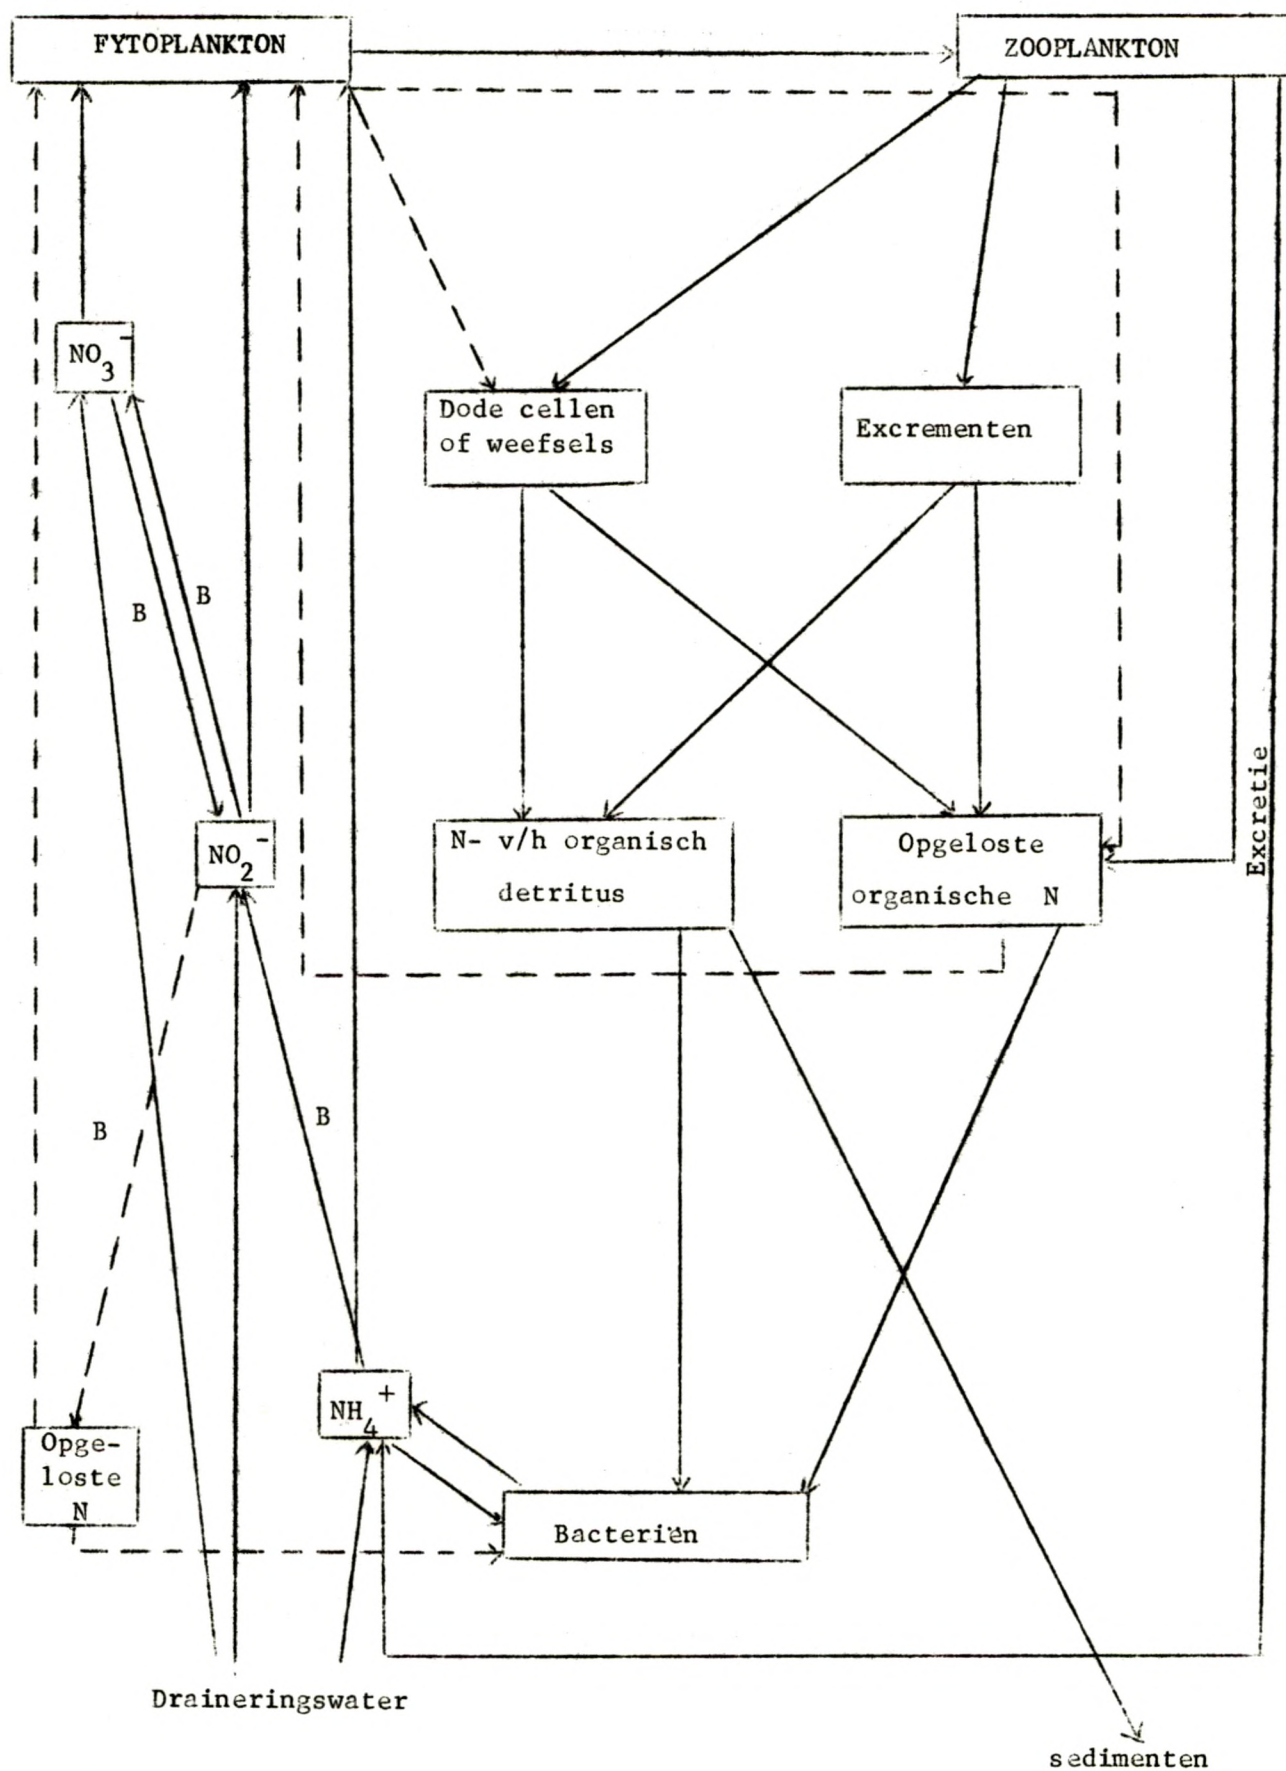 FYTOPLANKTON
ZOOPLANKTON
NO3-
Dode cellen
of weefsels
Excrementen
B
B
Excretie
NO2-
N- v/h organisch
detritus
Opgeloste
organische N
B
B
NH4+
Opge-
loste
N
Bacteriën
Draineringswater
sedimenten